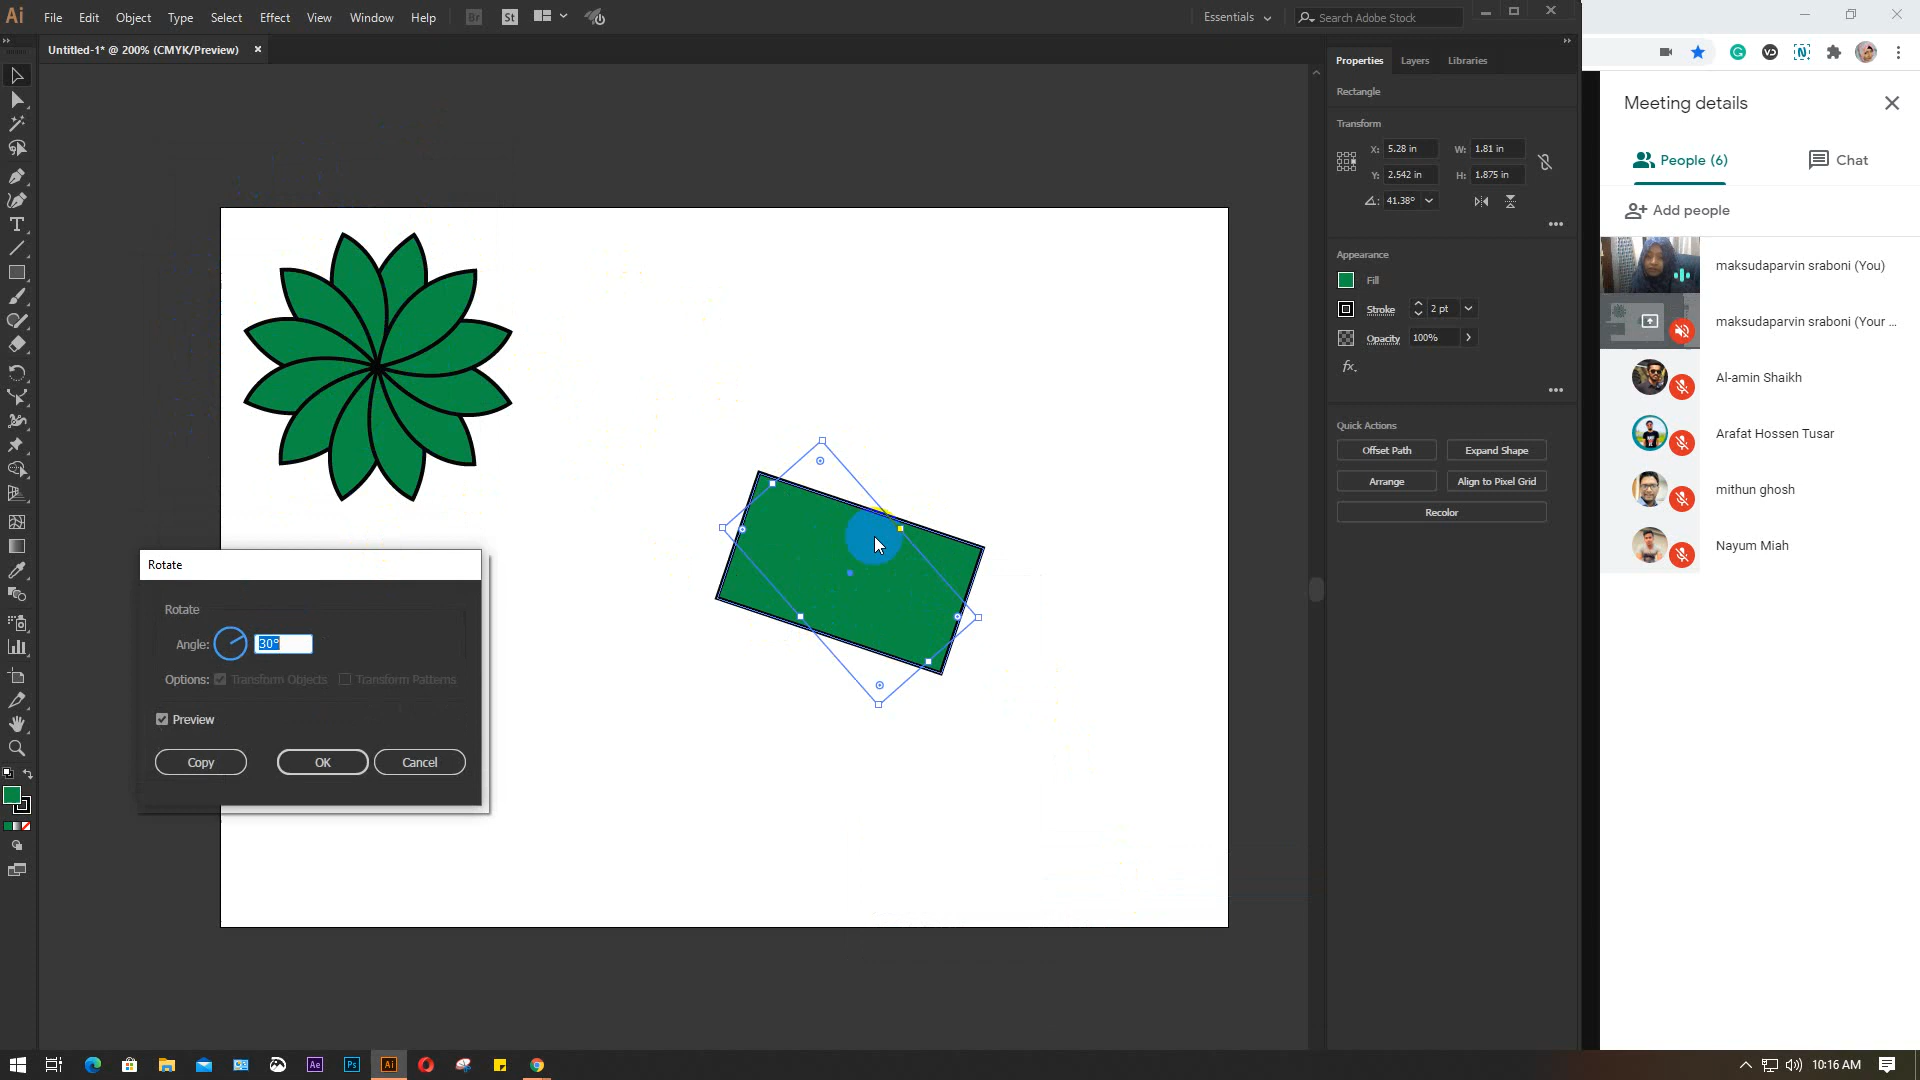 Ai File Edit Object Type Select Effect View Window Help Br St Essentials Search Adobe Stock
Untitled-1* @ 200% (CMYK/Preview) ×
Properties Layers Libraries
Rectangle
Transform
X: 5.28 in W: 1.81 in
Y: 2.542 in H: 1.875 in
41.38°
Appearance
Fill
Stroke 2 pt
Opacity 100%
fx.
Quick Actions
Offset Path Expand Shape
Arrange Align to Pixel Grid
Recolor
Rotate
Rotate
Angle: 30°
Options: Transform Objects Transform Patterns
Preview
Copy OK Cancel
Meeting details
People (6) Chat
Add people
maksudaparvin sraboni (You)
maksudaparvin sraboni (Your ...
Al-amin Shaikh
Arafat Hossen Tusar
mithun ghosh
Nayum Miah
Ae Ps Ai
10:16 AM